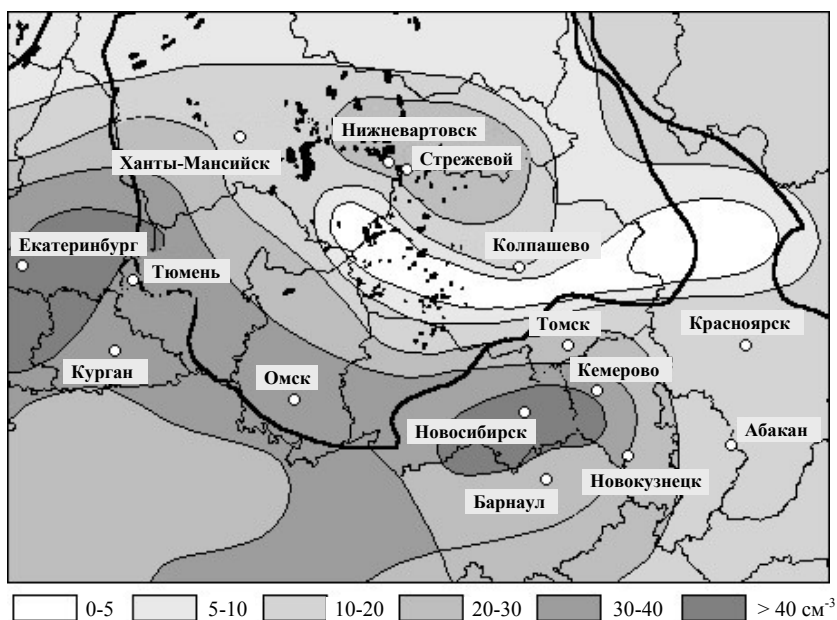 Нижневартовск
Ханты-Мансийск
Стрежевой
Екатеринбург
Колпашево
Тюмень
Томск
Красноярск
Курган
Омск
Кемерово
Новосибирск
Абакан
Барнаул
Новокузнецк
0-5 5-10 10-20 20-30 30-40 > 40 см⁻³